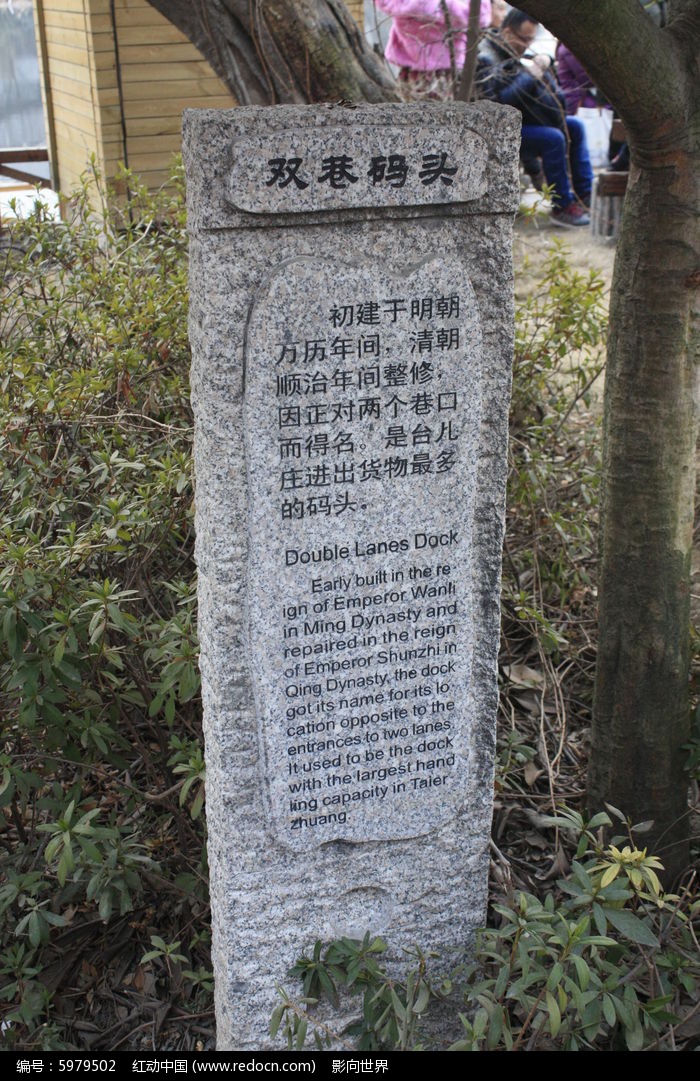 双巷码头
初建于明朝
万历年间，清朝
顺治年间整修，
因正对两个巷口
而得名。是台儿
庄进出货物最多
的码头。
Double Lanes Dock
Early built in the re
ign of Emperor Wanli
in Ming Dynasty and
repaired in the reign
of Emperor Shunzhi in
Qing Dynasty, the dock
got its name for its lo
cation opposite to the
entrances to two lanes.
It used to be the dock
with the largest hand
ling capacity in Taier
zhuang.
编号：5979502 红动中国 (www.redocn.com) 影向世界